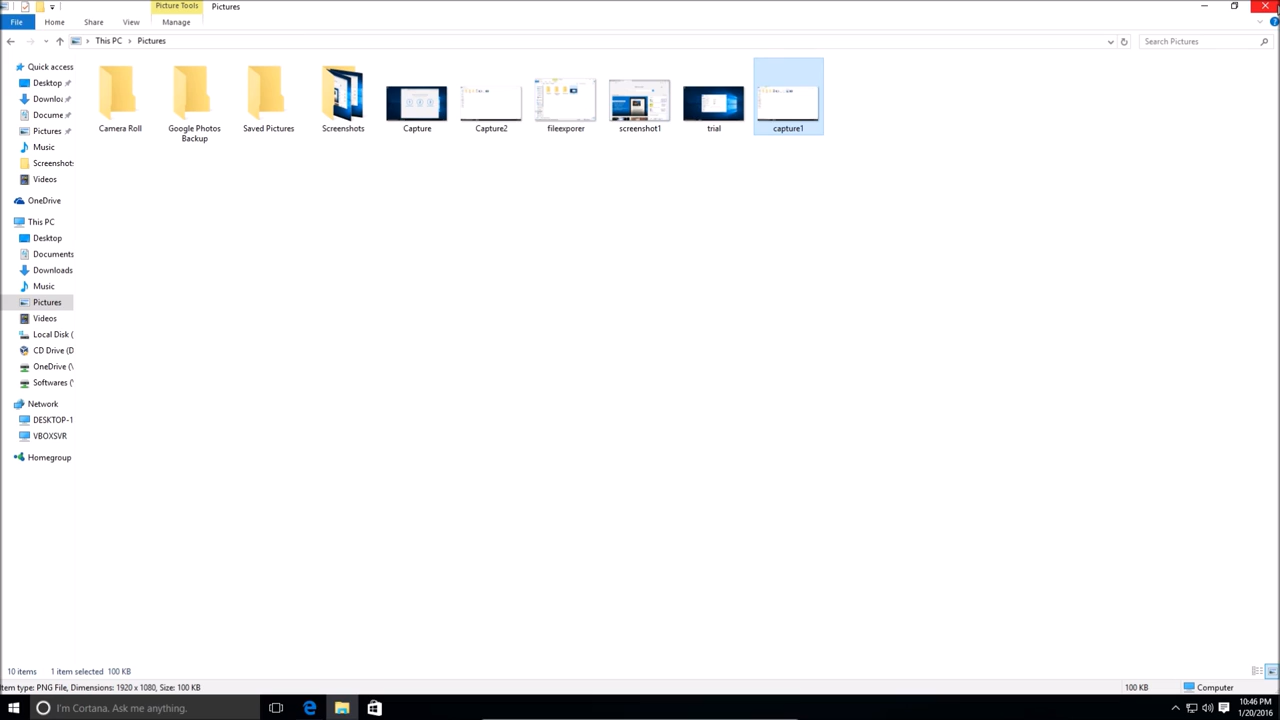 Picture Tools
Pictures
File
Home
Share
View
Manage
This PC
Pictures
Search Pictures
Quick access
Desktop
Downloa
Docume
Pictures
Music
Screenshots
Videos
OneDrive
This PC
Desktop
Documents
Downloads
Music
Pictures
Videos
Local Disk (
CD Drive (D
OneDrive (\
Softwares (\
Network
DESKTOP-1
VBOXSVR
Homegroup
Camera Roll
Google Photos
Backup
Saved Pictures
Screenshots
Capture
Capture2
fileexporer
screenshot1
trial
capture1
10 items
1 item selected 100 KB
Item type: PNG File, Dimensions: 1920 x 1080, Size: 100 KB
100 KB
Computer
I'm Cortana. Ask me anything.
10:46 PM
1/20/2016